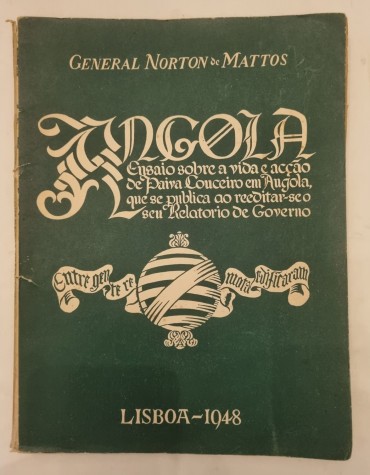 GENERAL NORTON de MATTOS
ANGOLA
Ensaio sobre a vida e acção
de Paiva Couceiro em Angola,
que se publica ao reeditar-se o
seu Relatorio de Governo
Entre gente remota edificaram
LISBOA-1948